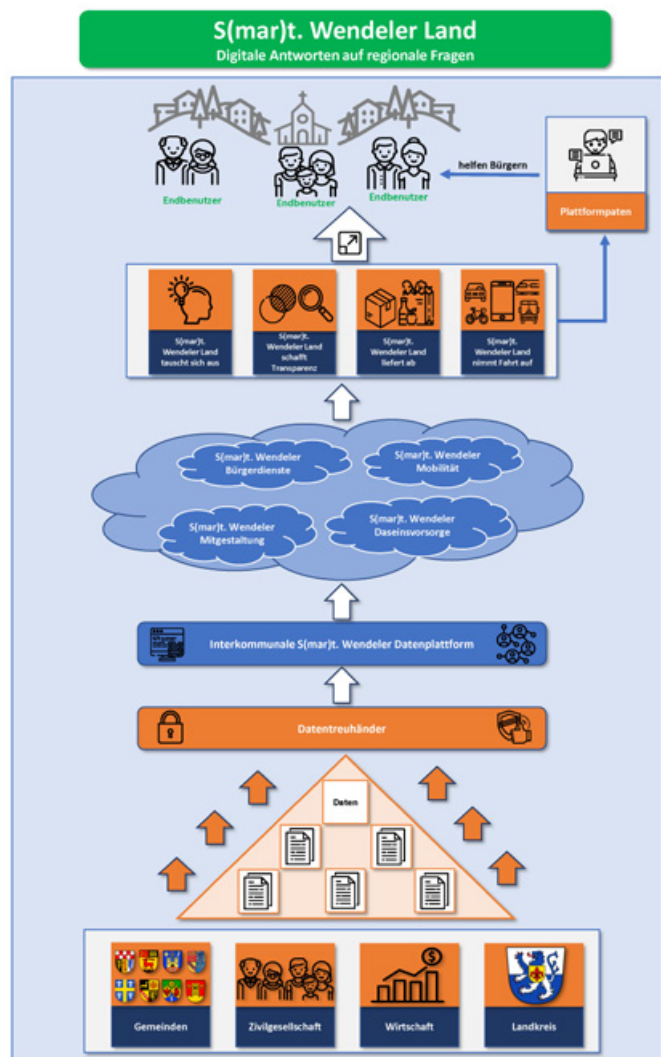 S(mar)t. Wendeler Land
Digitale Antworten auf regionale Fragen
helfen Bürgern
Endbenutzer
Endbenutzer
Endbenutzer
Plattformpaten
S(mar)t.
Wendeler Land
tauscht sich aus
S(mar)t.
Wendeler Land
schafft
Transparenz
S(mar)t.
Wendeler Land
liefert ab
S(mar)t.
Wendeler Land
nimmt Fahrt auf
S(mar)t. Wendeler
Bürgerdienste
S(mar)t. Wendeler
Mobilität
S(mar)t. Wendeler
Mitgestaltung
S(mar)t. Wendeler
Daseinsvorsorge
Interkommunale S(mar)t. Wendeler Datenplattform
Datentreuhänder
Daten
Gemeinden
Zivilgesellschaft
$
Wirtschaft
Landkreis